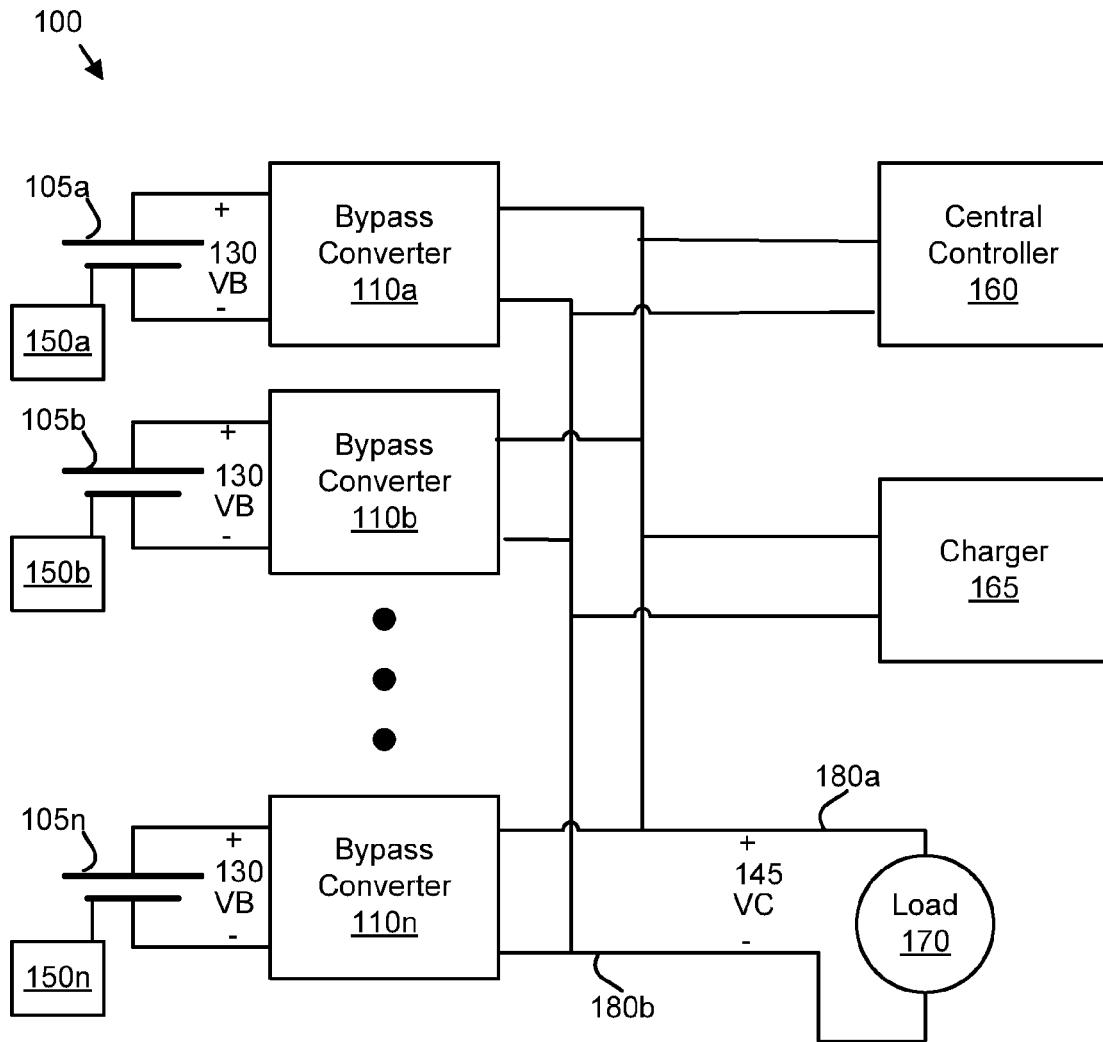 100
105a
+
130
VB
-
150a
Bypass
Converter
110a
Central
Controller
160
105b
+
130
VB
-
150b
Bypass
Converter
110b
Charger
165
105n
+
130
VB
-
150n
Bypass
Converter
110n
180a
+
145
VC
-
180b
Load
170